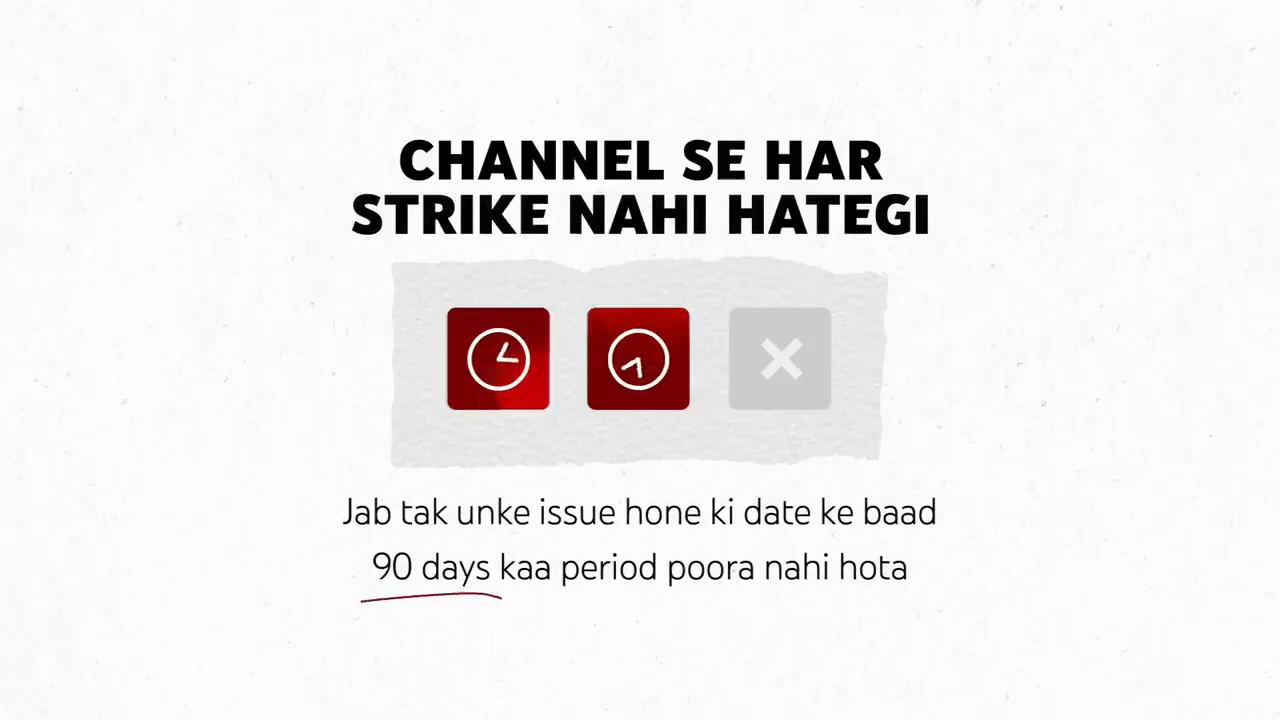 CHANNEL SE HAR
STRIKE NAHI HATEGI
Jab tak unke issue hone ki date ke baad
90 days kaa period poora nahi hota